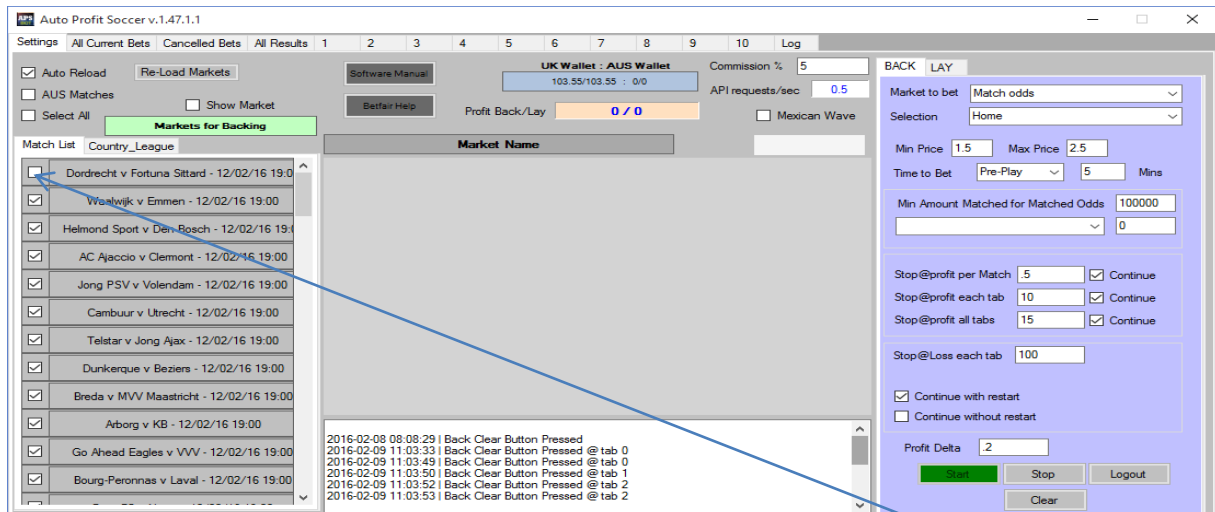 APS Auto Profit Soccer v.1.47.1.1
Settings All Current Bets Cancelled Bets All Results 1 2 3 4 5 6 7 8 9 10 Log
Auto Reload
Re-Load Markets
AUS Matches
Show Market
Select All
Markets for Backing
Software Manual
Betfair Help
UK Wallet : AUS Wallet
103.55/103.55 : 0/0
Profit Back/Lay 0 / 0
Commission % 5
API requests/sec 0.5
Mexican Wave
Match List Country_League
Market Name
Dordrecht v Fortuna Sittard - 12/02/16 19:0
Waalwijk v Emmen - 12/02/16 19:00
Helmond Sport v Den Bosch - 12/02/16 19:
AC Ajaccio v Clermont - 12/02/16 19:00
Jong PSV v Volendam - 12/02/16 19:00
Cambuur v Utrecht - 12/02/16 19:00
Telstar v Jong Ajax - 12/02/16 19:00
Dunkerque v Beziers - 12/02/16 19:00
Breda v MVV Maastricht - 12/02/16 19:00
Arborg v KB - 12/02/16 19:00
Go Ahead Eagles v VVV - 12/02/16 19:00
Bourg-Peronnas v Laval - 12/02/16 19:00
2016-02-08 08:08:29 | Back Clear Button Pressed
2016-02-09 11:03:33 | Back Clear Button Pressed @ tab 0
2016-02-09 11:03:49 | Back Clear Button Pressed @ tab 0
2016-02-09 11:03:50 | Back Clear Button Pressed @ tab 1
2016-02-09 11:03:52 | Back Clear Button Pressed @ tab 2
2016-02-09 11:03:53 | Back Clear Button Pressed @ tab 2
BACK LAY
Market to bet Match odds
Selection Home
Min Price 1.5 Max Price 2.5
Time to Bet Pre-Play 5 Mins
Min Amount Matched for Matched Odds 100000
0
Stop@profit per Match .5 Continue
Stop@profit each tab 10 Continue
Stop@profit all tabs 15 Continue
Stop@Loss each tab 100
Continue with restart
Continue without restart
Profit Delta .2
Start Stop Logout
Clear